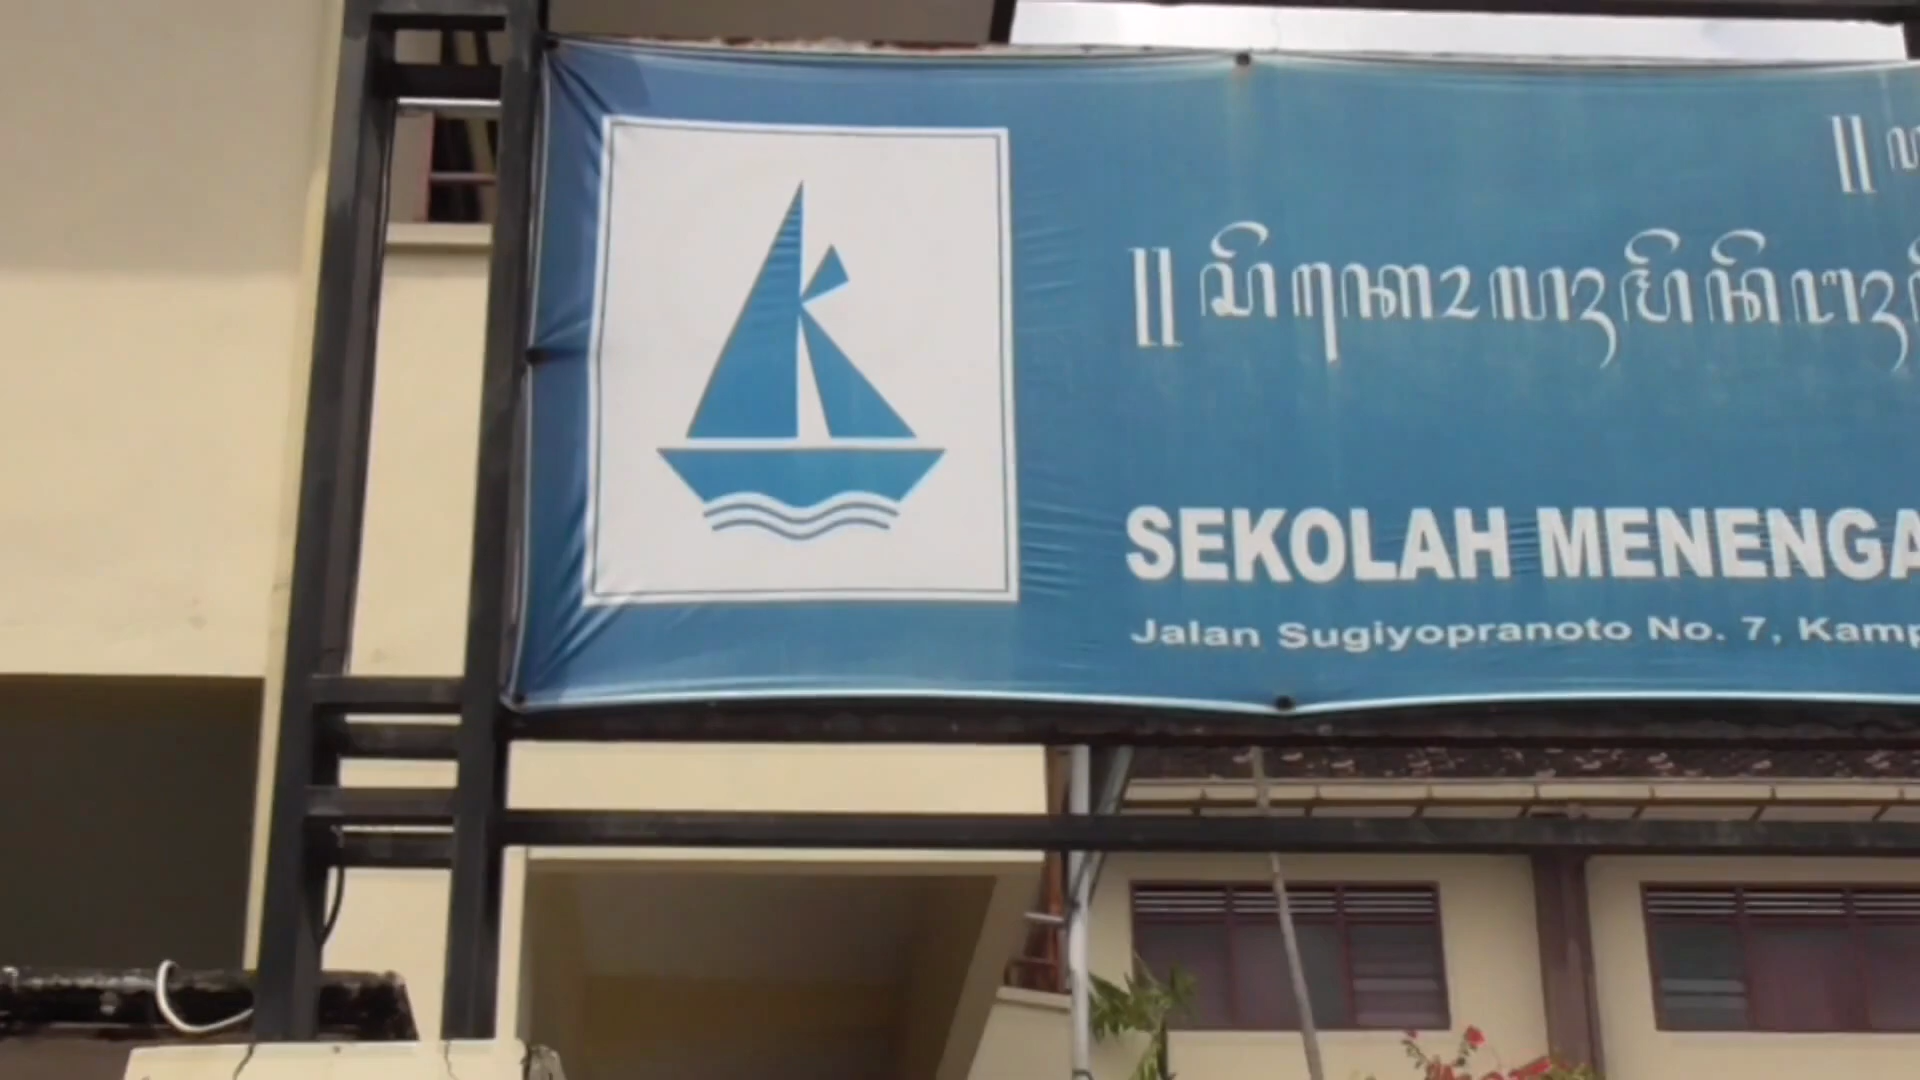 ꧋
꧋ꦱꦼꦏꦺꦴꦭꦃꦩꦼꦤꦼꦔꦃ
SEKOLAH MENENGA
Jalan Sugiyopranoto No. 7, Kamp